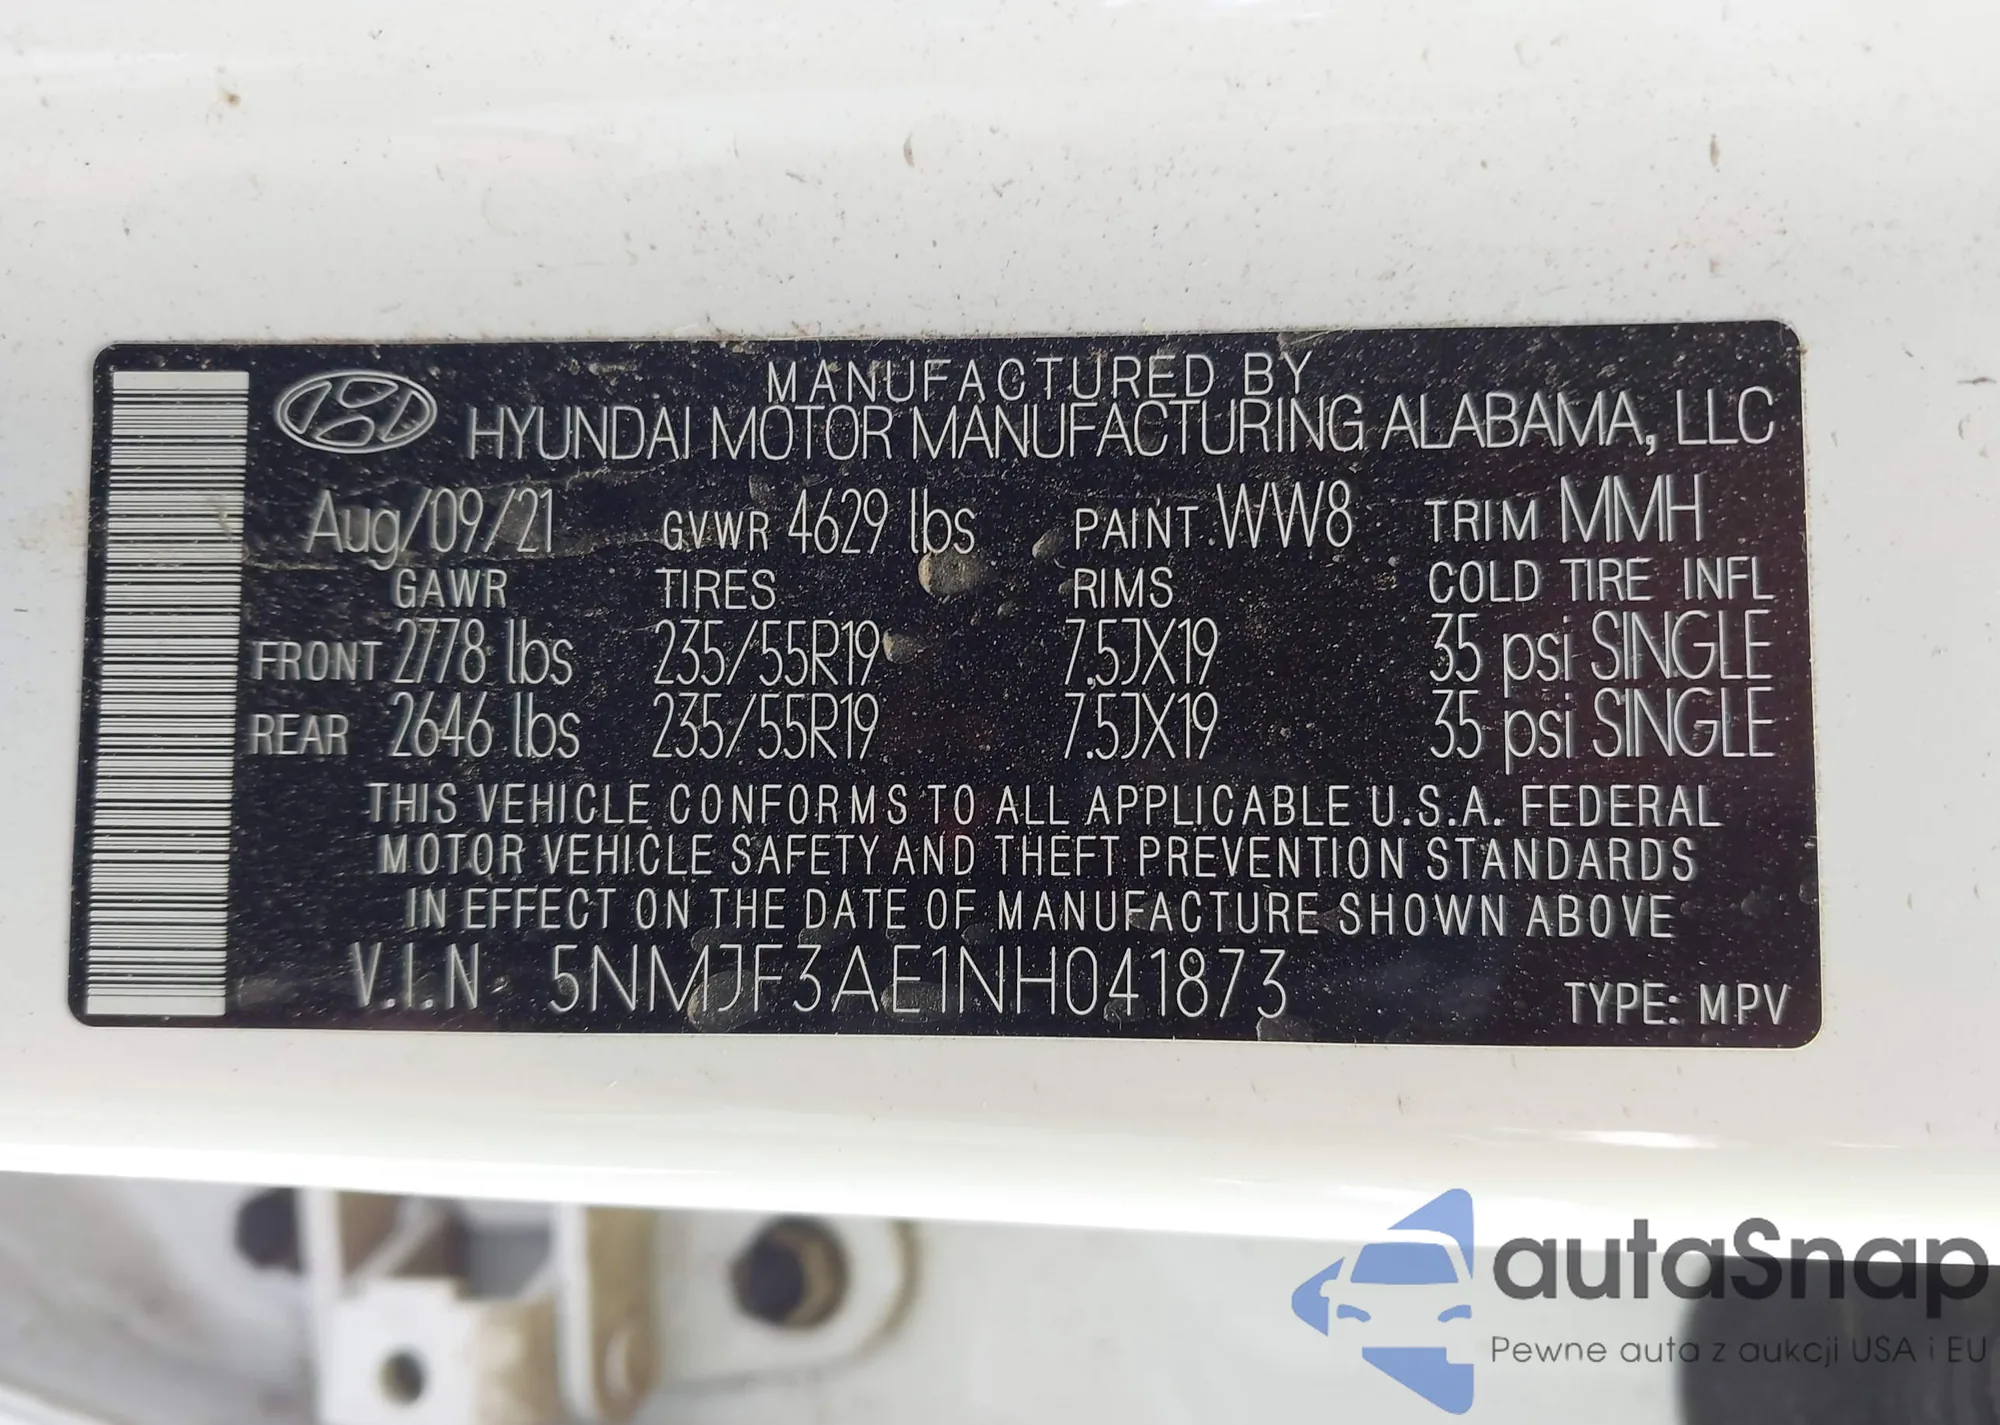 MANUFACTURED BY
HYUNDAI MOTOR MANUFACTURING ALABAMA, LLC
Aug/09/21 GVWR 4629 lbs PAINT WW8 TRIM MMH
GAWR TIRES RIMS COLD TIRE INFL
FRONT 2778 lbs 235/55R19 7.5JX19 35 psi SINGLE
REAR 2646 lbs 235/55R19 7.5JX19 35 psi SINGLE
THIS VEHICLE CONFORMS TO ALL APPLICABLE U.S.A. FEDERAL
MOTOR VEHICLE SAFETY AND THEFT PREVENTION STANDARDS
IN EFFECT ON THE DATE OF MANUFACTURE SHOWN ABOVE
V.I.N 5NMJF3AE1NH041873 TYPE: MPV
autaSnap
Pewne auta z aukcji USA i EU